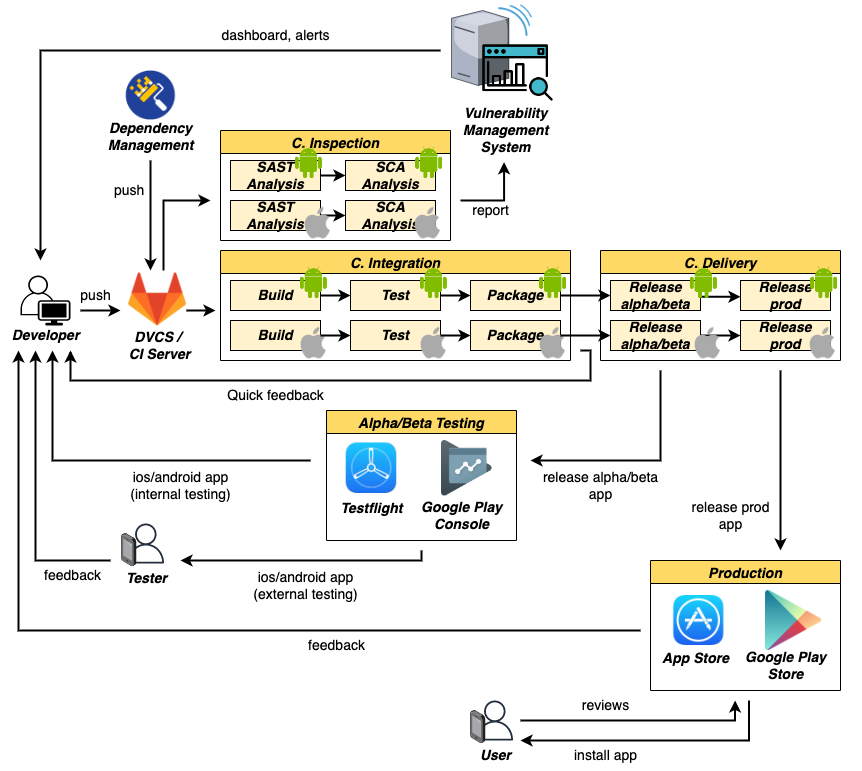 dashboard, alerts
Vulnerability
Management
System
Dependency
Management
C. Inspection
SAST
Analysis
SCA
Analysis
SAST
Analysis
SCA
Analysis
push
report
C. Integration
C. Delivery
Build
Test
Package
Release
alpha/beta
Release
prod
push
Developer
DVCS /
CI Server
Build
Test
Package
Release
alpha/beta
Release
prod
Quick feedback
Alpha/Beta Testing
Testflight
Google Play
Console
ios/android app
(internal testing)
release alpha/beta
app
release prod
app
Tester
feedback
ios/android app
(external testing)
Production
App Store
Google Play
Store
feedback
reviews
User
install app